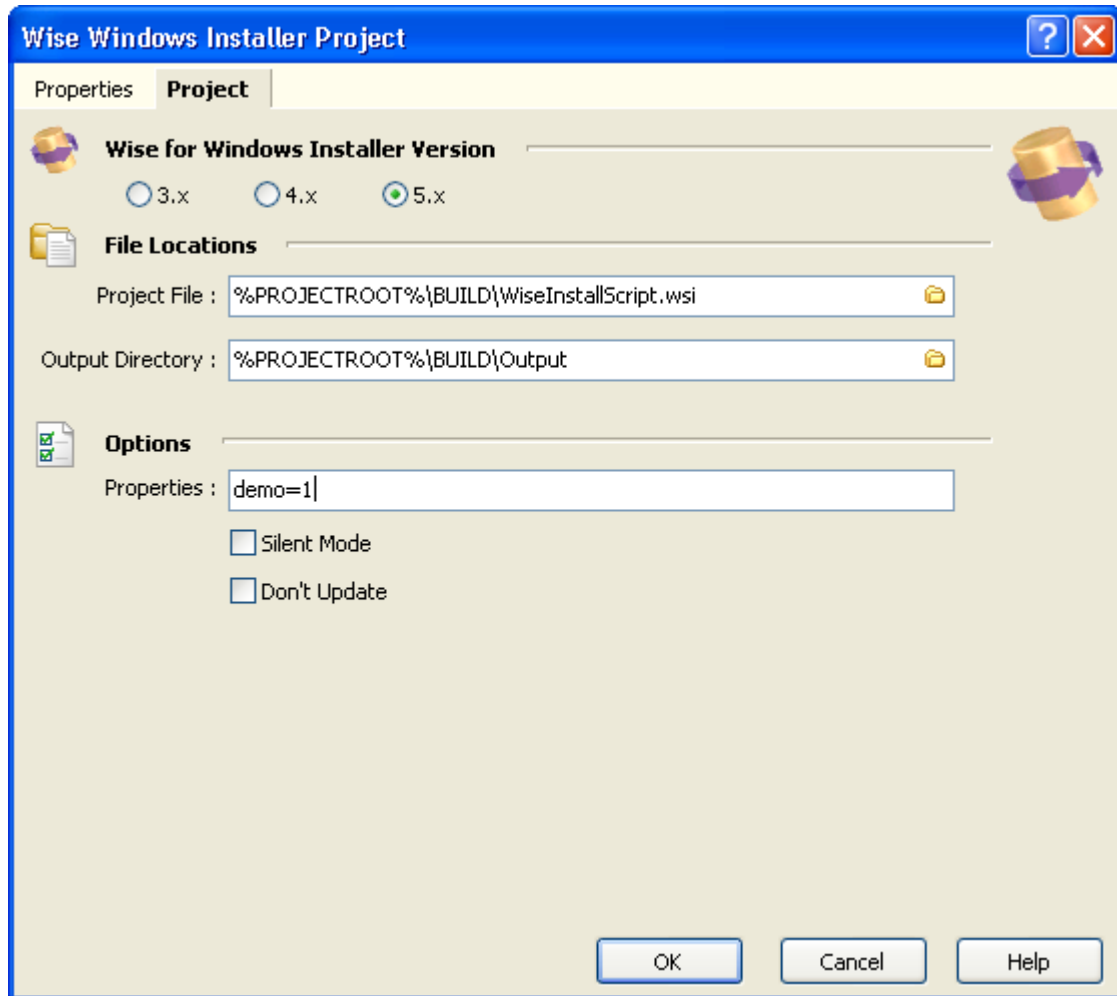 Wise Windows Installer Project
Properties Project
Wise for Windows Installer Version
3.x 4.x 5.x
File Locations
Project File : %PROJECTROOT%\BUILD\WiseInstallScript.wsi
Output Directory : %PROJECTROOT%\BUILD\Output
Options
Properties : demo=1
Silent Mode
Don't Update
OK Cancel Help